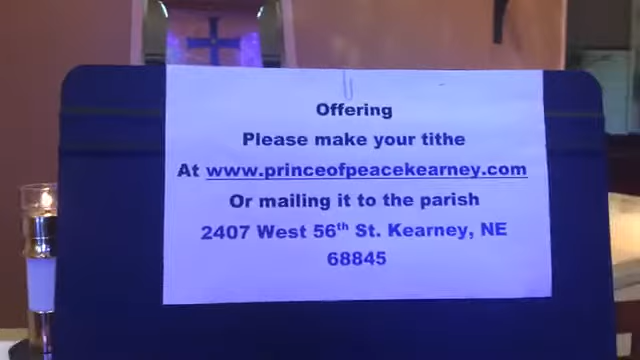 Offering
Please make your tithe
At www.princeofpeacekearney.com
Or mailing it to the parish
2407 West 56th St. Kearney, NE
68845